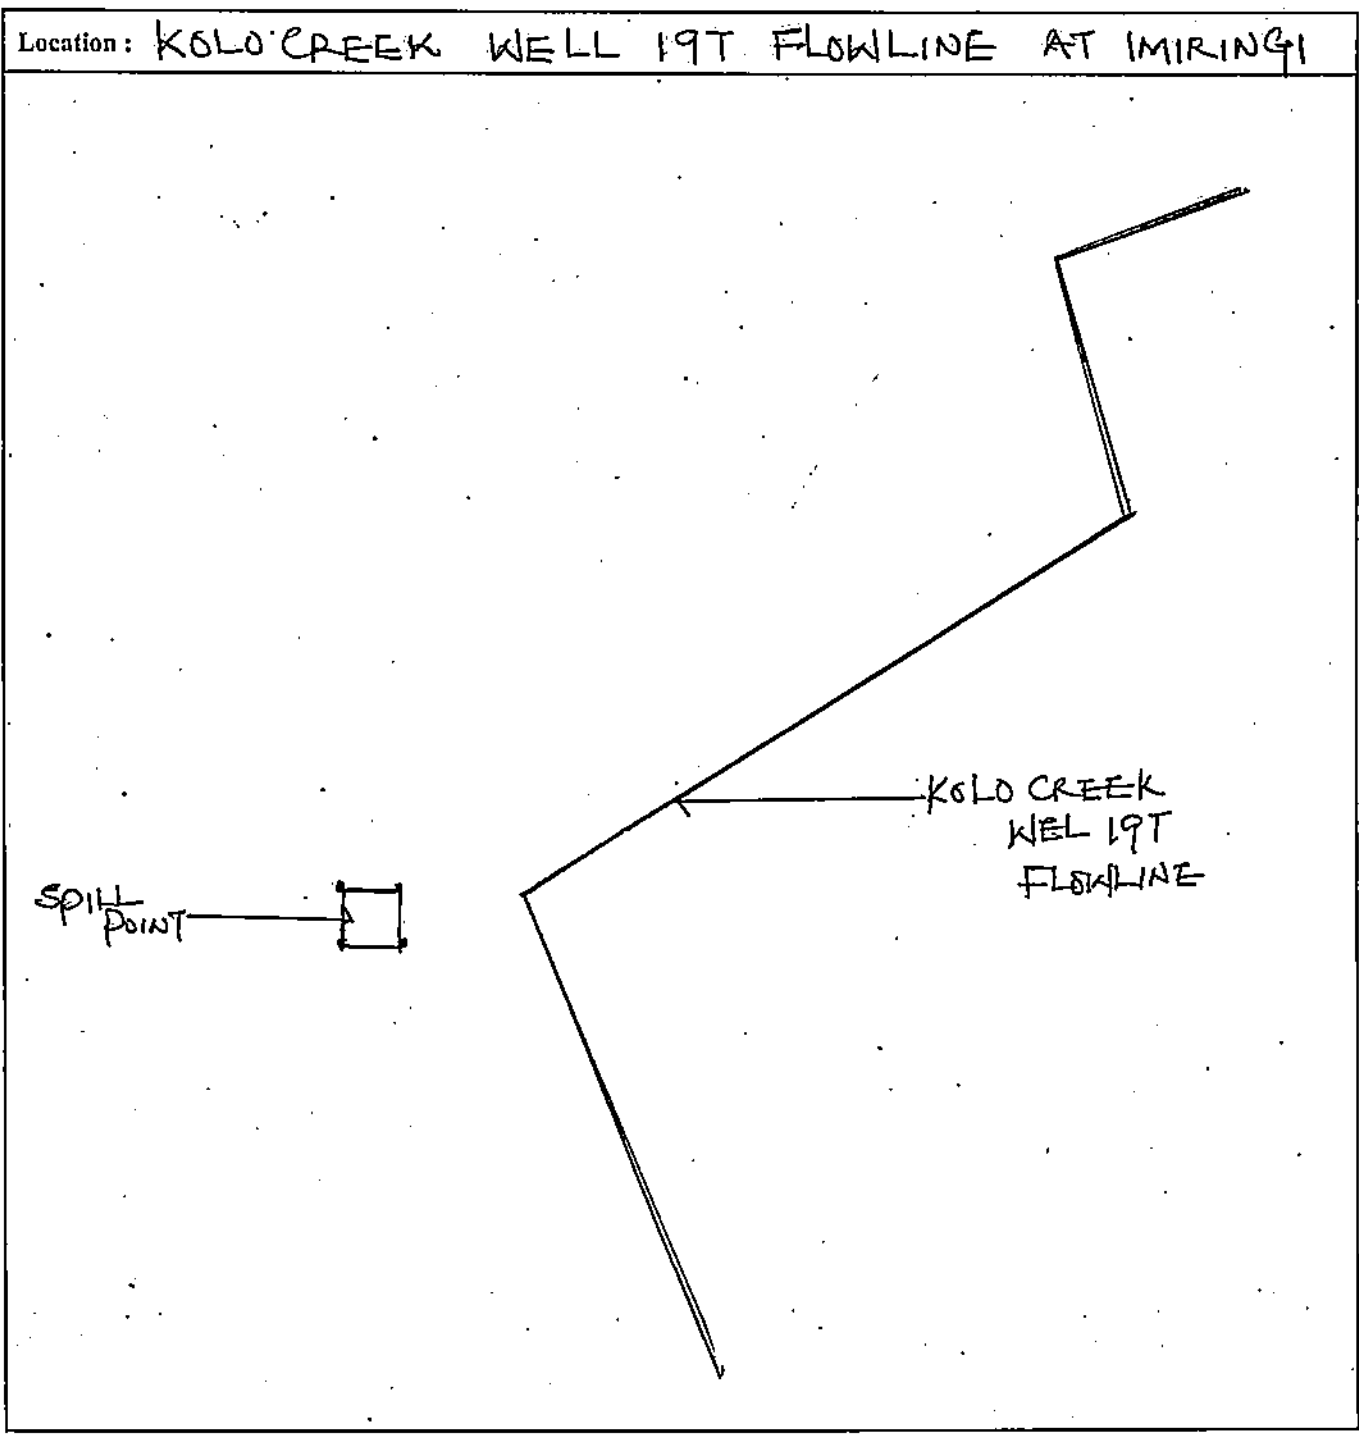 Location: KOLO CREEK WELL 19T FLOWLINE AT IMIRINGI
KOLO CREEK
WEL 19T
FLOWLINE
SPILL
POINT